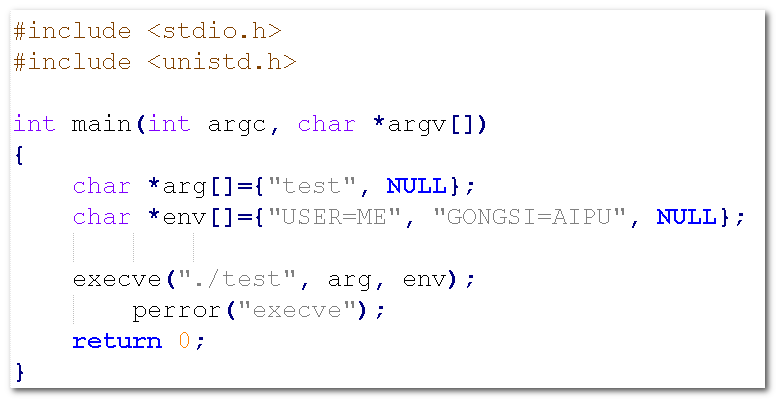 #include <stdio.h>
#include <unistd.h>
int main(int argc, char *argv[])
{
char *arg[]={"test", NULL};
char *env[]={"USER=ME", "GONGSI=AIPU", NULL};
execve("./test", arg, env);
perror("execve");
return 0;
}